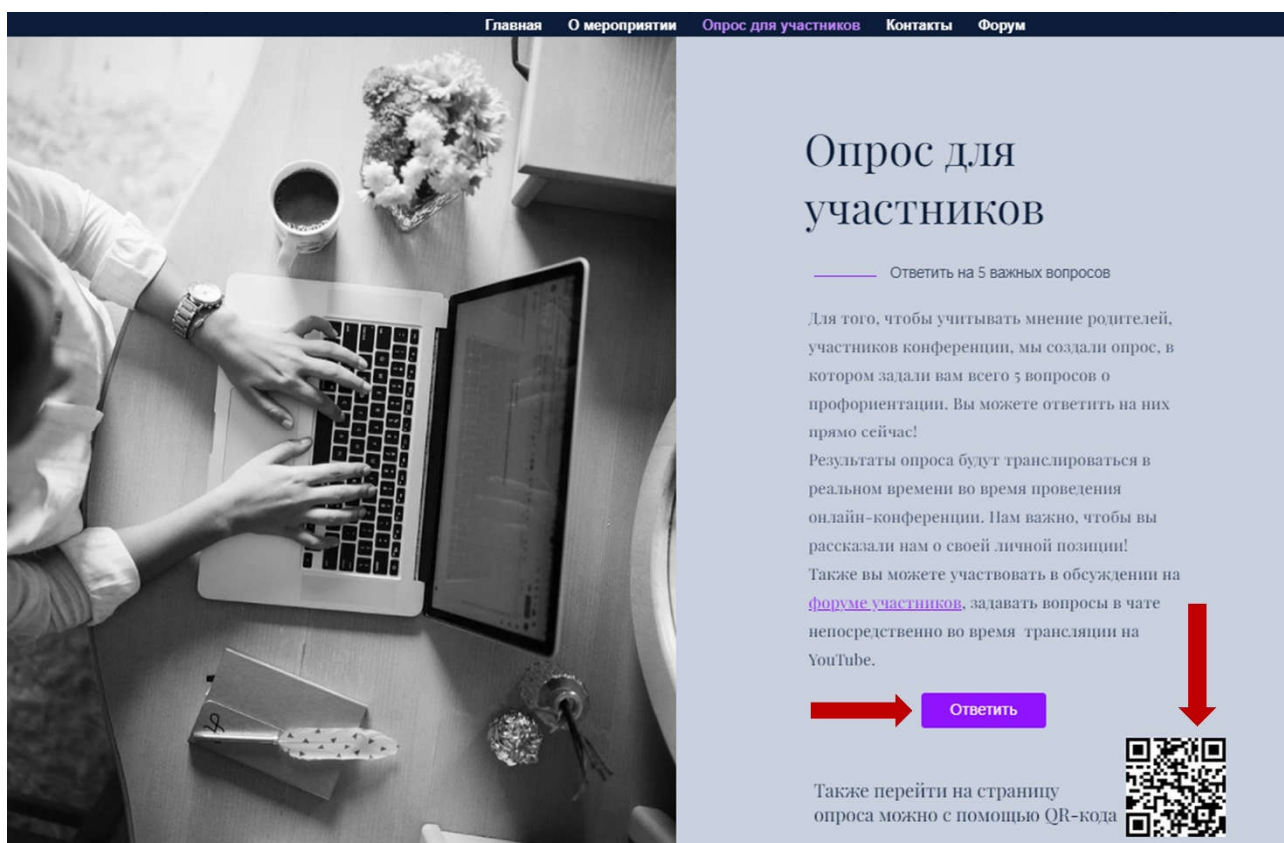 Главная О мероприятии Опрос для участников Контакты Форум
Опрос для
участников
Ответить на 5 важных вопросов
Для того, чтобы учитывать мнение родителей,
участников конференции, мы создали опрос, в
котором задали вам всего 5 вопросов о
профориентации. Вы можете ответить на них
прямо сейчас!
Результаты опроса будут транслироваться в
реальном времени во время проведения
онлайн-конференции. Нам важно, чтобы вы
рассказали нам о своей личной позиции!
Также вы можете участвовать в обсуждении на
форуме участников, задавать вопросы в чате
непосредственно во время трансляции на
YouTube.
Ответить
Также перейти на страницу
опроса можно с помощью QR-кода